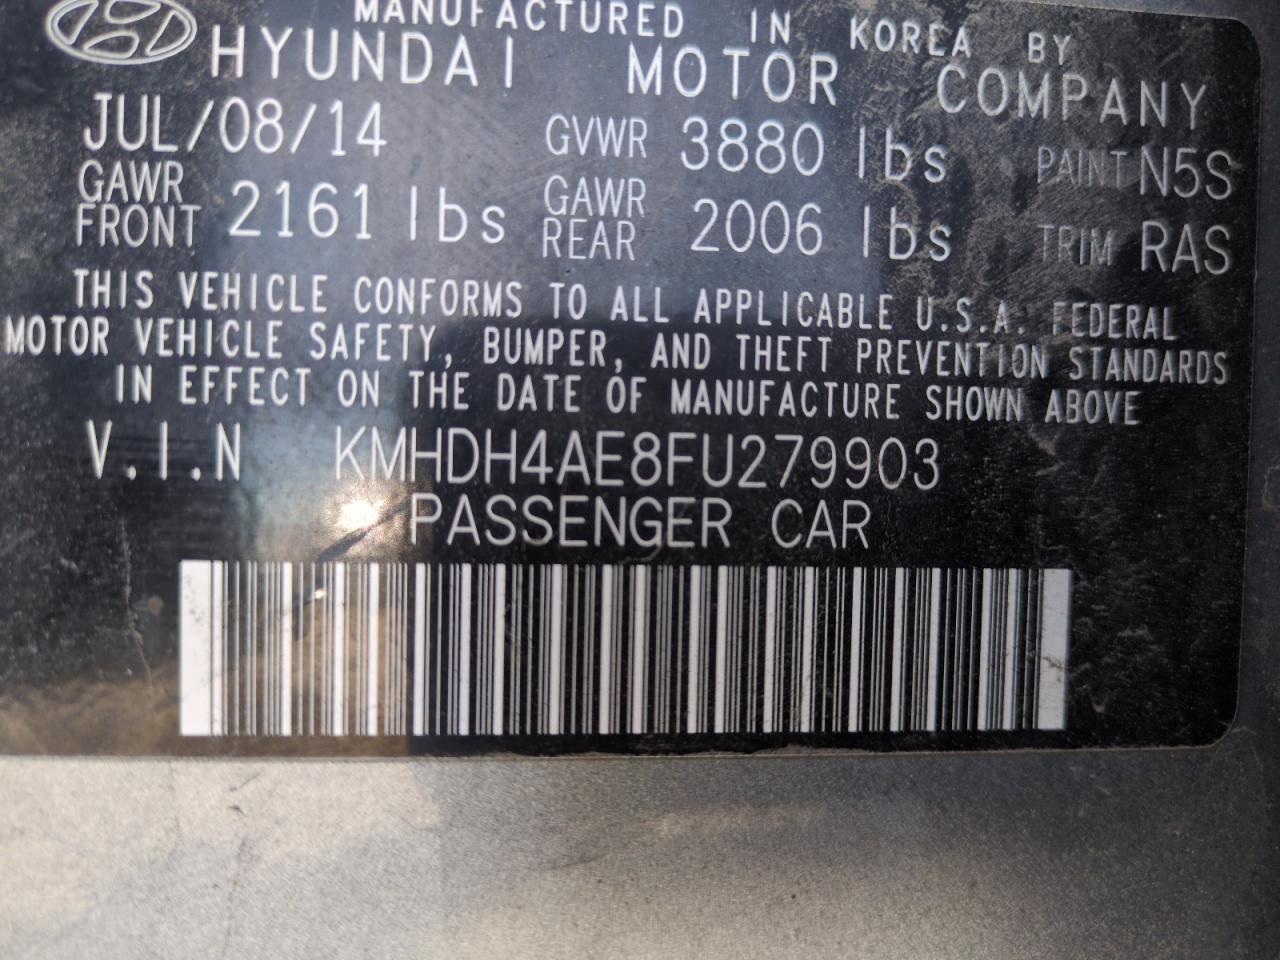 MANUFACTURED IN KOREA BY
HYUNDAI MOTOR COMPANY
JUL/08/14 GVWR 3880 lbs PAINT N5S
GAWR FRONT 2161 lbs GAWR REAR 2006 lbs TRIM RAS
THIS VEHICLE CONFORMS TO ALL APPLICABLE U.S.A. FEDERAL
MOTOR VEHICLE SAFETY, BUMPER, AND THEFT PREVENTION STANDARDS
IN EFFECT ON THE DATE OF MANUFACTURE SHOWN ABOVE
V.I.N KMHDH4AE8FU279903
PASSENGER CAR